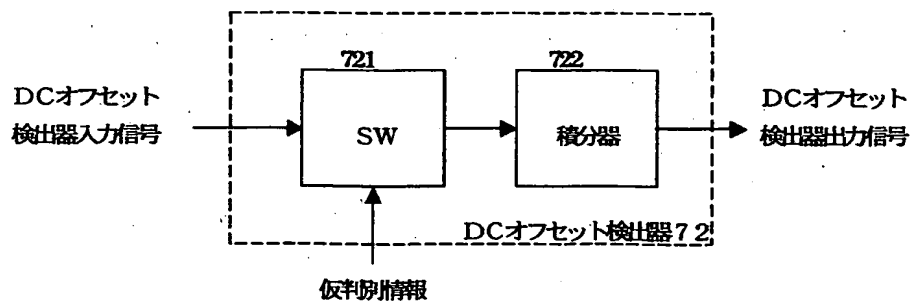 721
722
DCオフセット
検出器入力信号
SW
積分器
DCオフセット
検出器出力信号
DCオフセット検出器72
仮判別情報